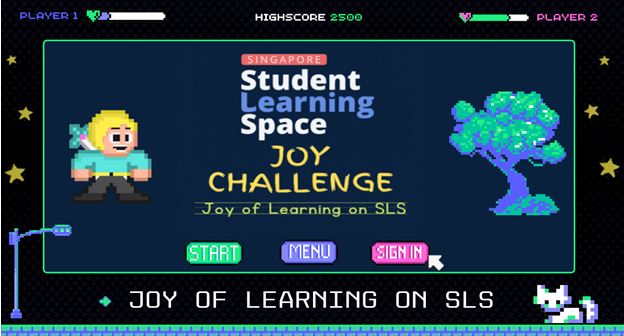 PLAYER 1
HIGHSCORE 2500
PLAYER 2
SINGAPORE
Student
Learning
Space
JOY
CHALLENGE
Joy of Learning on SLS
START
MENU
SIGN IN
JOY OF LEARNING ON SLS